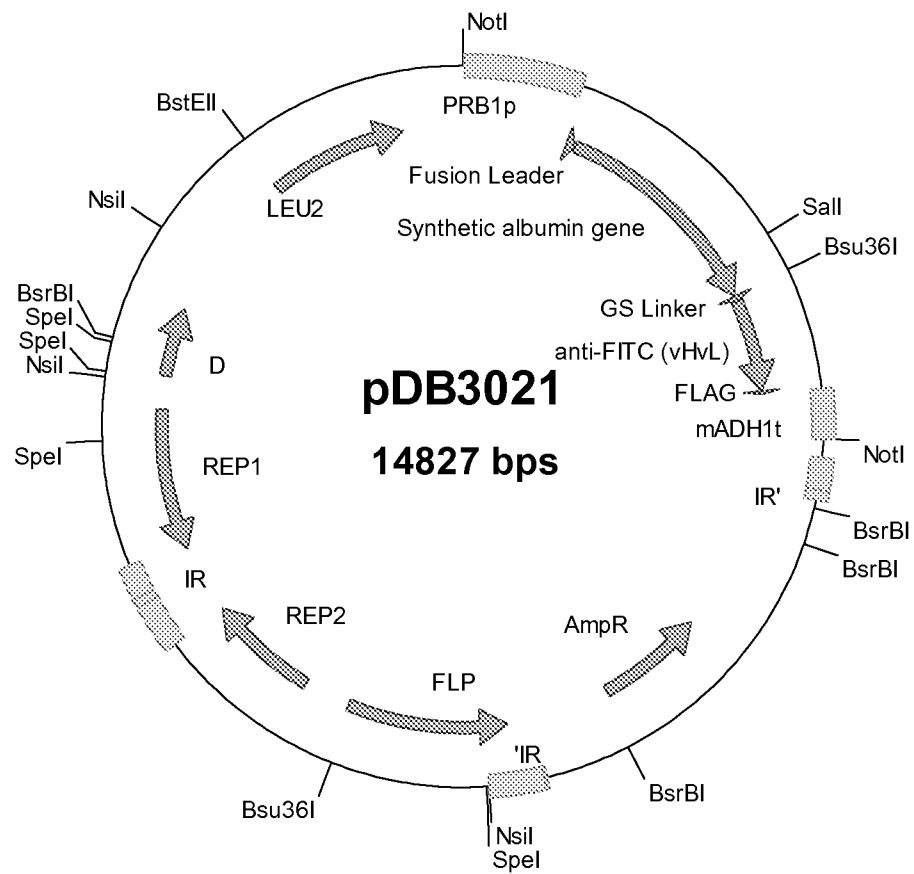 NotI
PRB1p
BstEII
Fusion Leader
LEU2
NsiI
SalI
Synthetic albumin gene
Bsu36I
BsrBI
SpeI
GS Linker
SpeI
NsiI
D
anti-FITC (vHvL)
pDB3021
FLAG
mADH1t
SpeI
REP1
14827 bps
NotI
IR'
BsrBI
BsrBI
IR
REP2
AmpR
FLP
'IR
Bsu36I
BsrBI
NsiI
SpeI